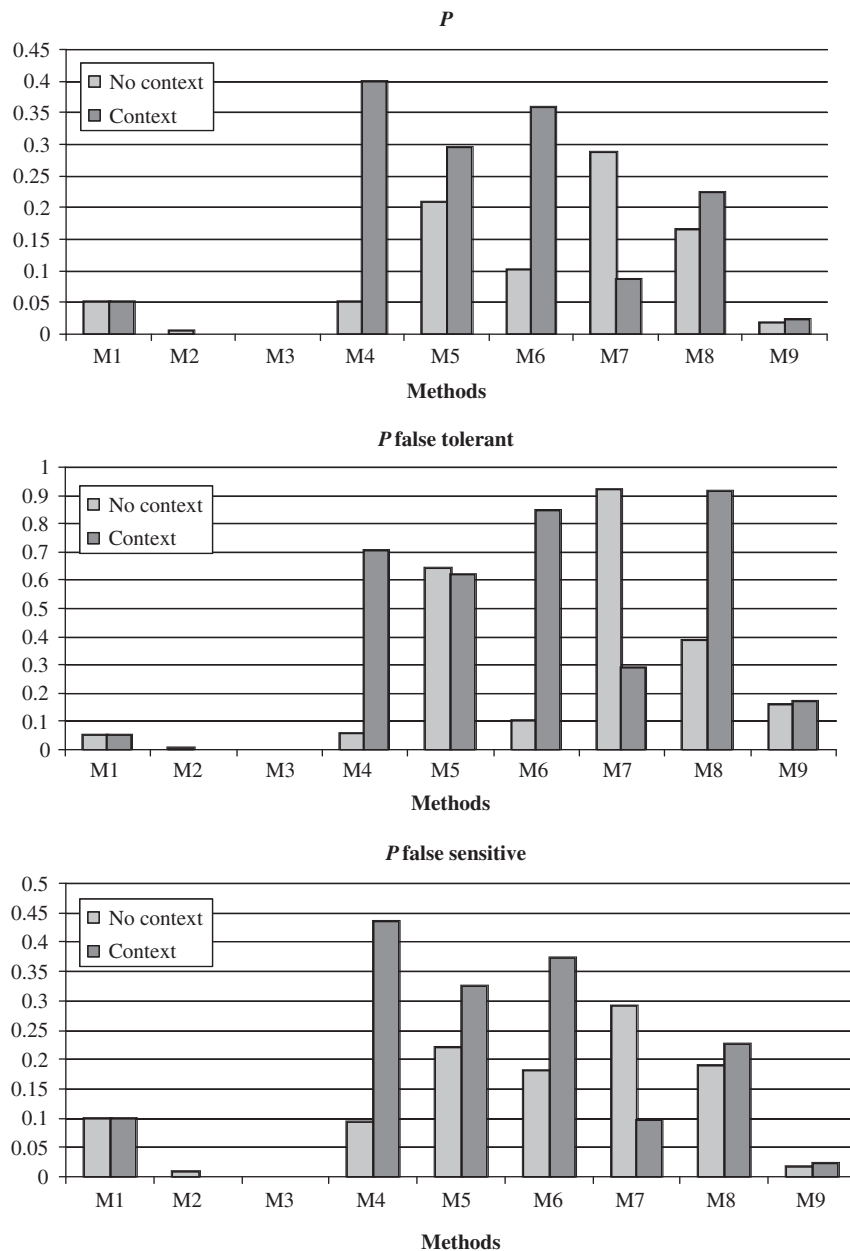 P
0.45
0.4
0.35
0.3
0.25
0.2
0.15
0.1
0.05
0
No context
Context
M1 M2 M3 M4 M5 M6 M7 M8 M9
Methods
P false tolerant
1
0.9
0.8
0.7
0.6
0.5
0.4
0.3
0.2
0.1
0
No context
Context
M1 M2 M3 M4 M5 M6 M7 M8 M9
Methods
P false sensitive
0.5
0.45
0.4
0.35
0.3
0.25
0.2
0.15
0.1
0.05
0
No context
Context
M1 M2 M3 M4 M5 M6 M7 M8 M9
Methods